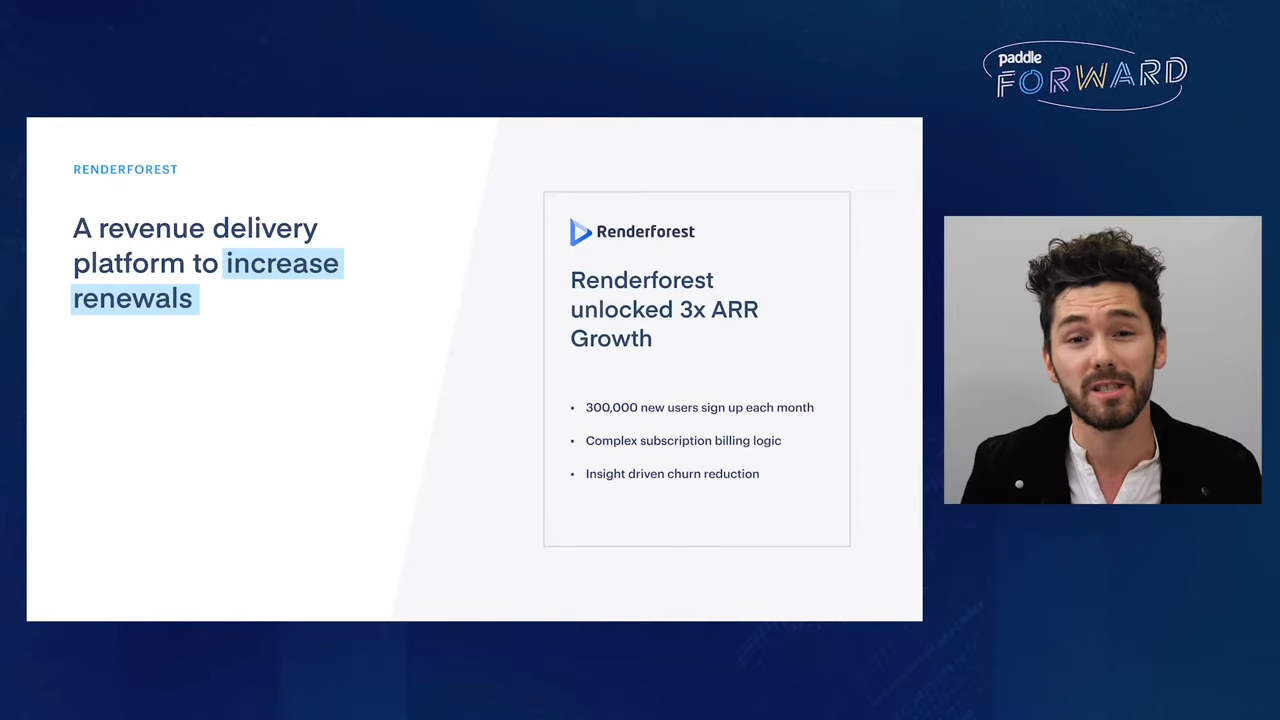 paddle
FORWARD
RENDERFOREST
A revenue delivery
platform to increase
renewals
Renderforest
Renderforest
unlocked 3x ARR
Growth
• 300,000 new users sign up each month
• Complex subscription billing logic
• Insight driven churn reduction